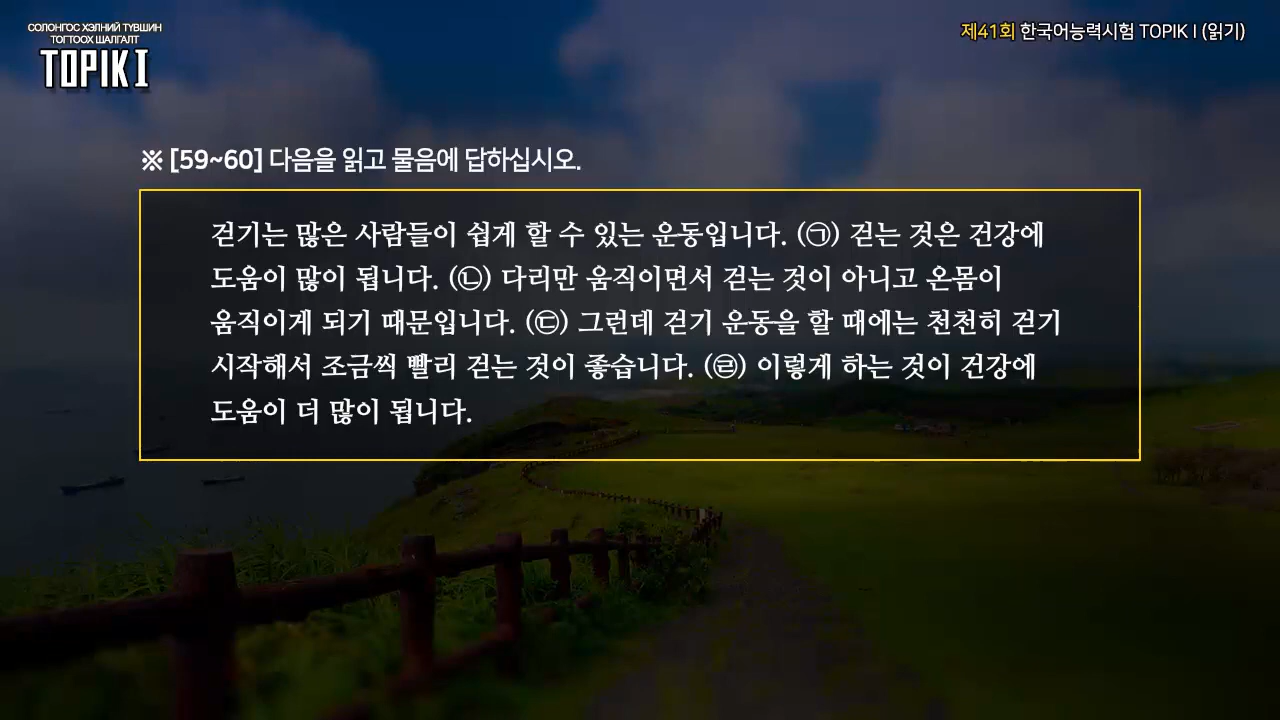 СОЛОНГОС ХЭЛНИЙ ТҮВШИН
ТОГТООХ ШАЛГАЛТ
TOPIK I
제41회 한국어능력시험 TOPIK I (읽기)
※ [59~60] 다음을 읽고 물음에 답하십시오.
걷기는 많은 사람들이 쉽게 할 수 있는 운동입니다. (㉠) 걷는 것은 건강에
도움이 많이 됩니다. (㉡) 다리만 움직이면서 걷는 것이 아니고 온몸이
움직이게 되기 때문입니다. (㉢) 그런데 걷기 운동을 할 때에는 천천히 걷기
시작해서 조금씩 빨리 걷는 것이 좋습니다. (㉣) 이렇게 하는 것이 건강에
도움이 더 많이 됩니다.